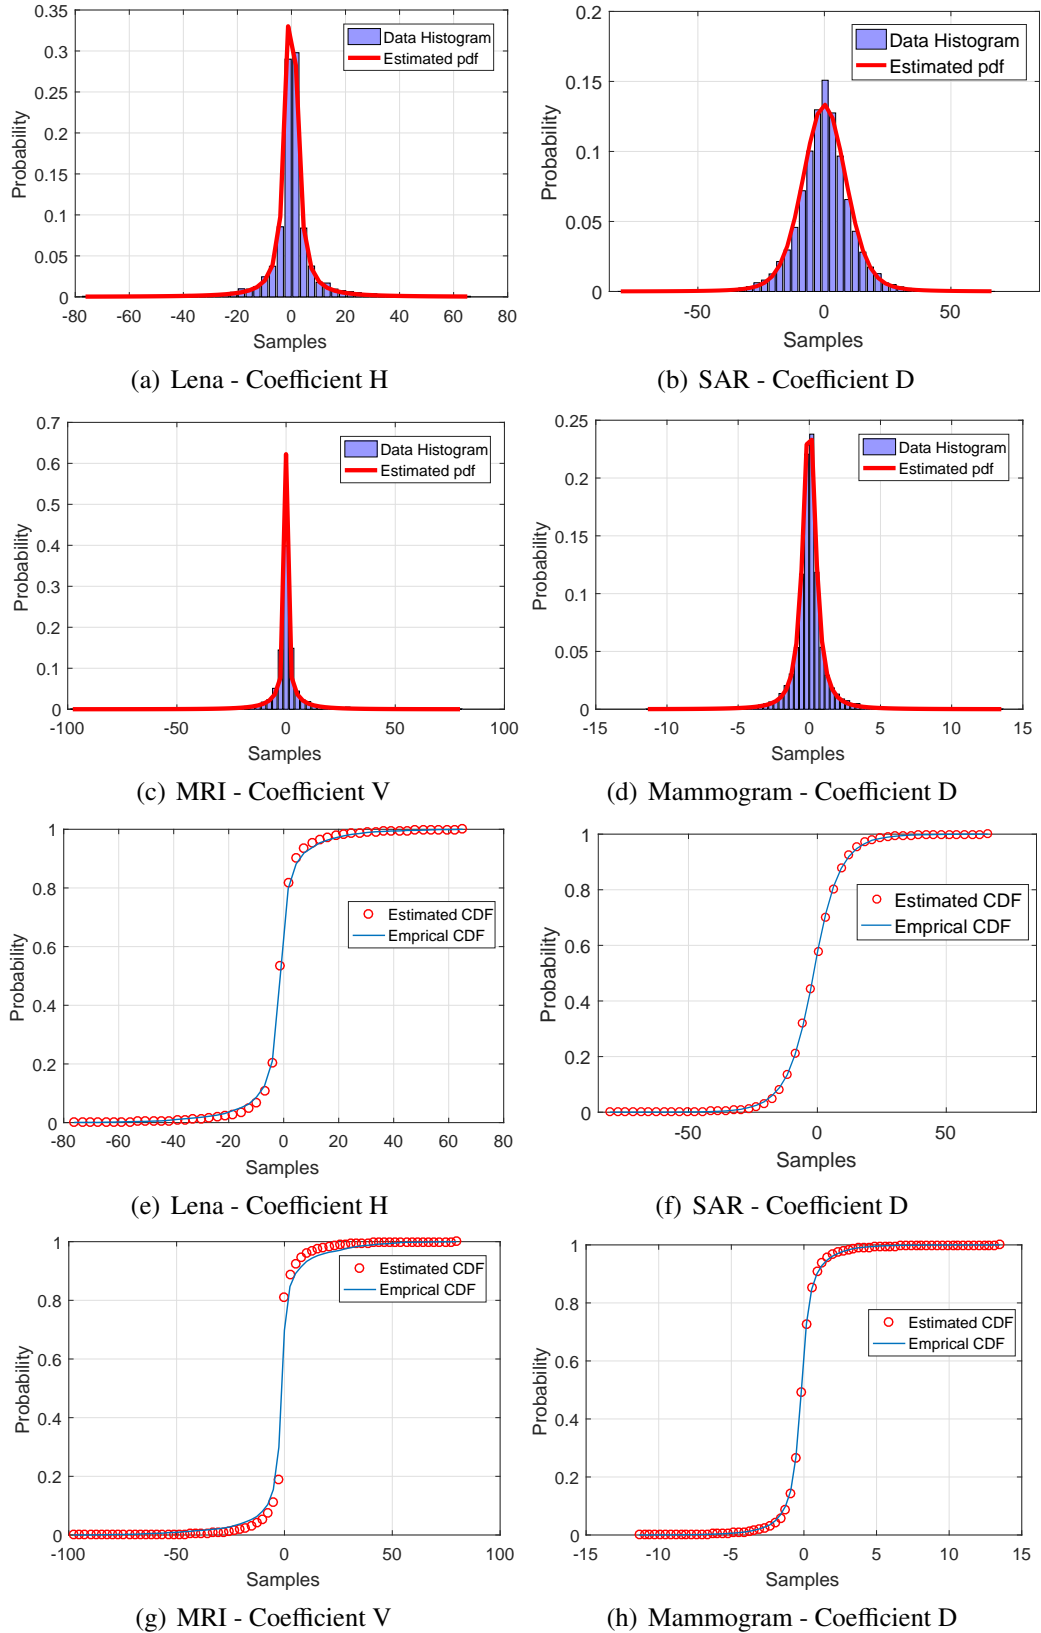 0.35
0.3
0.25
0.2
0.15
0.1
0.05
0
Probability
-80 -60 -40 -20 0 20 40 60 80
Samples
Data Histogram
Estimated pdf
(a) Lena - Coefficient H
0.2
0.15
0.1
0.05
0
Probability
-50 0 50
Samples
Data Histogram
Estimated pdf
(b) SAR - Coefficient D
0.7
0.6
0.5
0.4
0.3
0.2
0.1
0
Probability
-100 -50 0 50 100
Samples
Data Histogram
Estimated pdf
(c) MRI - Coefficient V
0.25
0.2
0.15
0.1
0.05
0
Probability
-15 -10 -5 0 5 10 15
Samples
Data Histogram
Estimated pdf
(d) Mammogram - Coefficient D
1
0.8
0.6
0.4
0.2
0
Probability
-80 -60 -40 -20 0 20 40 60 80
Samples
Estimated CDF
Emprical CDF
(e) Lena - Coefficient H
1
0.8
0.6
0.4
0.2
0
Probability
-50 0 50
Samples
Estimated CDF
Emprical CDF
(f) SAR - Coefficient D
1
0.8
0.6
0.4
0.2
0
Probability
-100 -50 0 50 100
Samples
Estimated CDF
Emprical CDF
(g) MRI - Coefficient V
1
0.8
0.6
0.4
0.2
0
Probability
-15 -10 -5 0 5 10 15
Samples
Estimated CDF
Emprical CDF
(h) Mammogram - Coefficient D